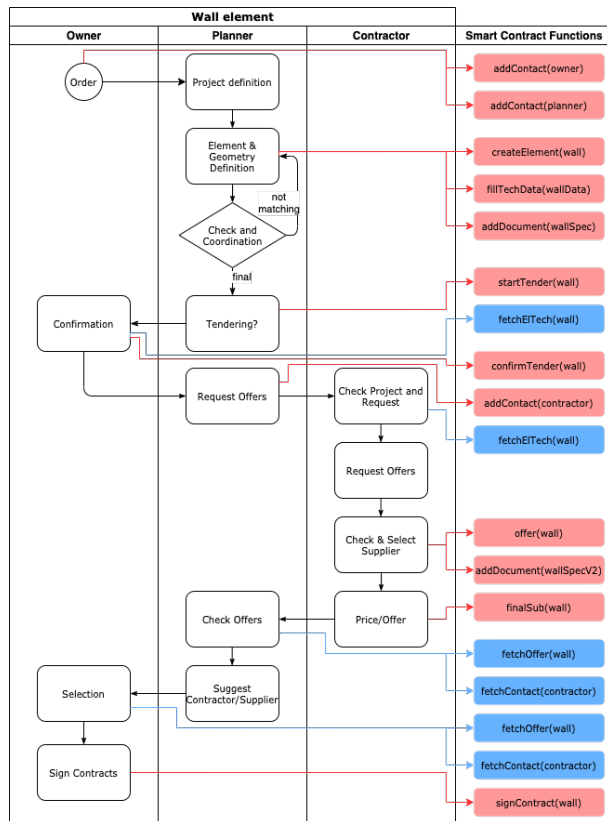 Wall element
Owner
Planner
Contractor
Smart Contract Functions
Order
Project definition
addContact(owner)
addContact(planner)
Element &
Geometry
Definition
createElement(wall)
fillTechData(wallData)
not
matching
Check and
Coordination
addDocument(wallSpec)
final
startTender(wall)
Confirmation
Tendering?
fetchElTech(wall)
confirmTender(wall)
Request Offers
Check Project and
Request
addContact(contractor)
fetchElTech(wall)
Request Offers
Check & Select
Supplier
offer(wall)
addDocument(wallSpecV2)
Check Offers
Price/Offer
finalSub(wall)
fetchOffer(wall)
Selection
Suggest
Contractor/Supplier
fetchContact(contractor)
fetchOffer(wall)
Sign Contracts
fetchContact(contractor)
signContract(wall)